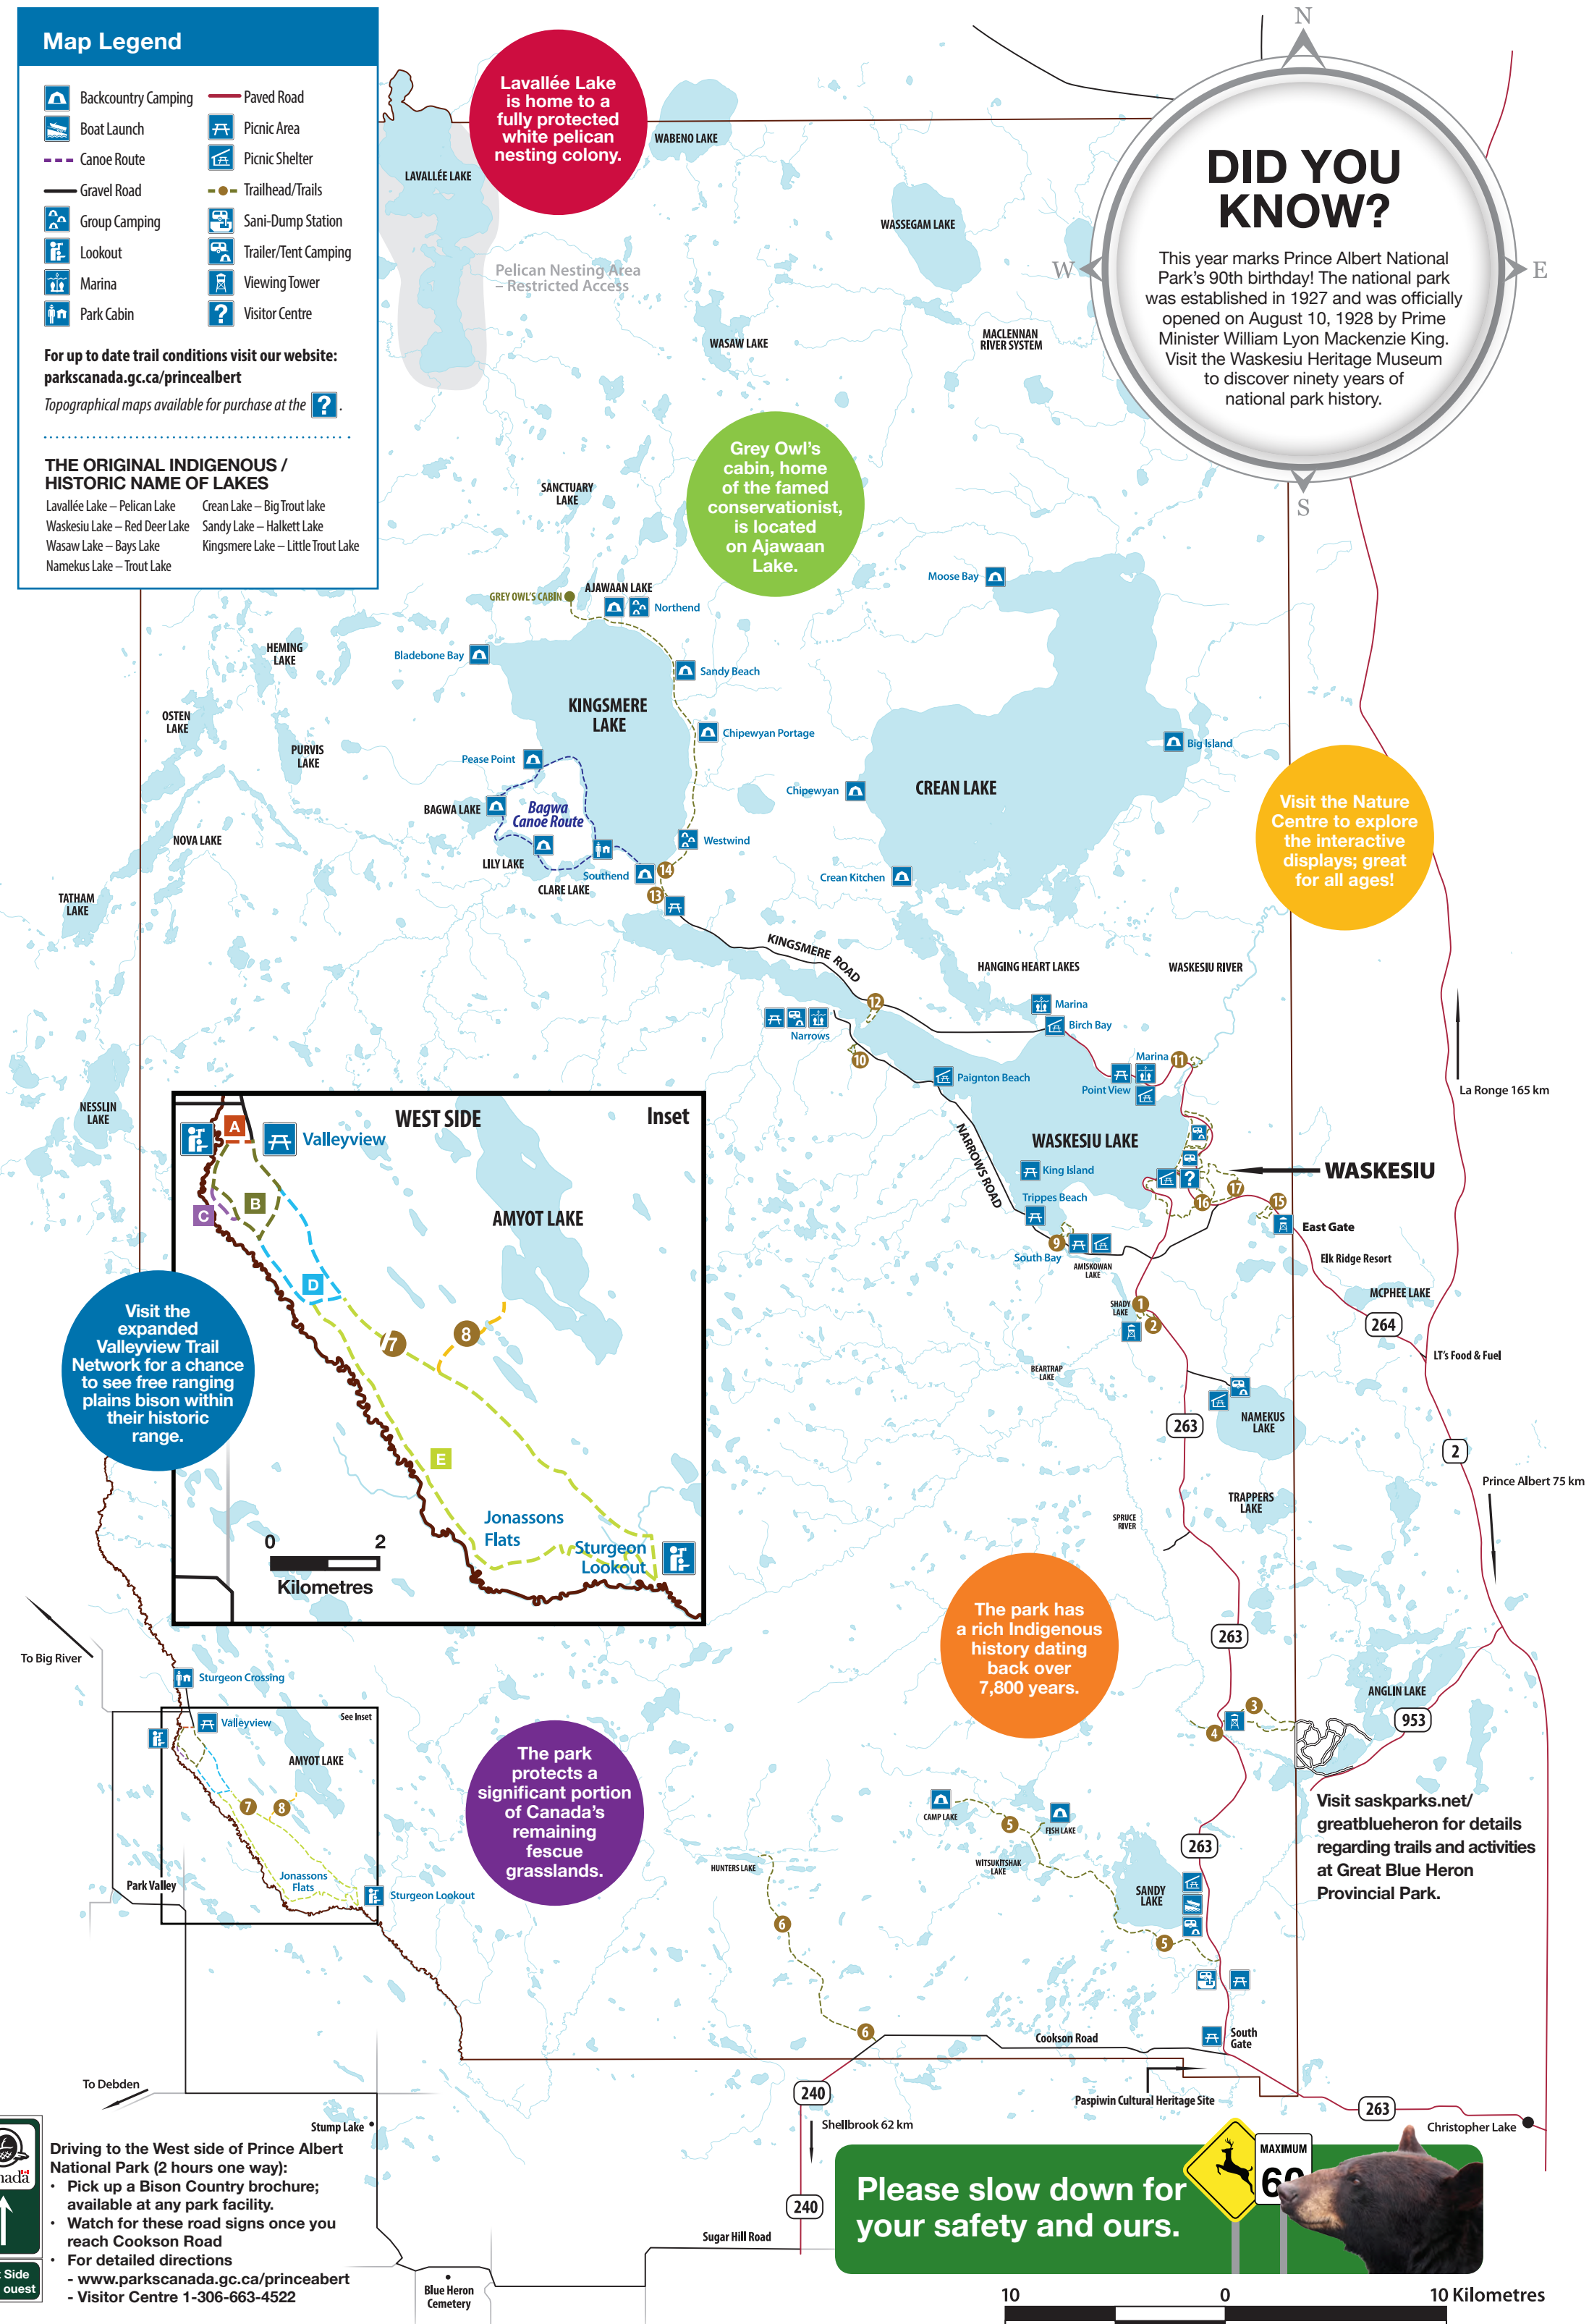 Map Legend
Backcountry Camping
Boat Launch
Canoe Route
Gravel Road
Group Camping
Lookout
Marina
Park Cabin
Paved Road
Picnic Area
Picnic Shelter
Trailhead/Trails
Sani-Dump Station
Trailer/Tent Camping
Viewing Tower
? Visitor Centre
For up to date trail conditions visit our website:
parkscanada.gc.ca/princealbert
Topographical maps available for purchase at the ? .
THE ORIGINAL INDIGENOUS /
HISTORIC NAME OF LAKES
Lavallée Lake – Pelican Lake
Waskesiu Lake – Red Deer Lake
Wasaw Lake – Bays Lake
Namekus Lake – Trout Lake
Crean Lake – Big Trout lake
Sandy Lake – Halkett Lake
Kingsmere Lake – Little Trout Lake
Lavallée Lake
is home to a
fully protected
white pelican
nesting colony.
N
W
E
S
DID YOU
KNOW?
This year marks Prince Albert National
Park's 90th birthday! The national park
was established in 1927 and was officially
opened on August 10, 1928 by Prime
Minister William Lyon Mackenzie King.
Visit the Waskesiu Heritage Museum
to discover ninety years of
national park history.
WABENO LAKE
LAVALLÉE LAKE
WASSEGAM LAKE
Pelican Nesting Area
– Restricted Access
WASAW LAKE
MACLENNAN
RIVER SYSTEM
Grey Owl's
cabin, home
of the famed
conservationist,
is located
on Ajawaan
Lake.
SANCTUARY
LAKE
Moose Bay
AJAWAAN LAKE
GREY OWL'S CABIN
Northend
HEMING
LAKE
Bladebone Bay
Sandy Beach
KINGSMERE
LAKE
OSTEN
LAKE
PURVIS
LAKE
Chipewyan Portage
Big Island
Pease Point
Chipewyan
CREAN LAKE
BAGWA LAKE
Bagwa
Canoe Route
Visit the Nature
Centre to explore
the interactive
displays; great
for all ages!
NOVA LAKE
Westwind
LILY LAKE
Southend
14
CLARE LAKE
13
Crean Kitchen
TATHAM
LAKE
KINGSMERE ROAD
HANGING HEART LAKES
WASKESIU RIVER
12
Marina
Birch Bay
Narrows
10
Marina
11
Paignton Beach
Point View
La Ronge 165 km
NESSLIN
LAKE
WASKESIU LAKE
NARROWS ROAD
King Island
?
WASKESIU
Trippes Beach
17
16
15
East Gate
9
South Bay
AMISKOWAN
LAKE
Elk Ridge Resort
MCPHEE LAKE
SHADY
LAKE
1
2
264
LT's Food & Fuel
BEARTRAP
LAKE
263
NAMEKUS
LAKE
2
Prince Albert 75 km
TRAPPERS
LAKE
SPRUCE
RIVER
WEST SIDE
Inset
A
Valleyview
B
C
AMYOT LAKE
D
7
8
E
Jonassons
Flats
Sturgeon
Lookout
0 2
Kilometres
Visit the
expanded
Valleyview Trail
Network for a chance
to see free ranging
plains bison within
their historic
range.
The park has
a rich Indigenous
history dating
back over
7,800 years.
263
To Big River
Sturgeon Crossing
ANGLIN LAKE
3
4
953
Valleyview
See Inset
AMYOT LAKE
7
8
Jonassons
Flats
Park Valley
Sturgeon Lookout
The park
protects a
significant portion
of Canada's
remaining
fescue
grasslands.
Visit saskparks.net/
greatblueheron for details
regarding trails and activities
at Great Blue Heron
Provincial Park.
CAMP LAKE
5
FISH LAKE
263
HUNTERS LAKE
WITSUKITSHAK
LAKE
SANDY
LAKE
6
5
6
Cookson Road
South
Gate
To Debden
240
Paspiwin Cultural Heritage Site
263
Christopher Lake
Stump Lake
Shellbrook 62 km
240
Sugar Hill Road
Blue Heron
Cemetery
Driving to the West side of Prince Albert
National Park (2 hours one way):
• Pick up a Bison Country brochure;
available at any park facility.
• Watch for these road signs once you
reach Cookson Road
• For detailed directions
- www.parkscanada.gc.ca/princeabert
- Visitor Centre 1-306-663-4522
Side
ouest
Please slow down for
your safety and ours.
MAXIMUM
60
10 0 10 Kilometres